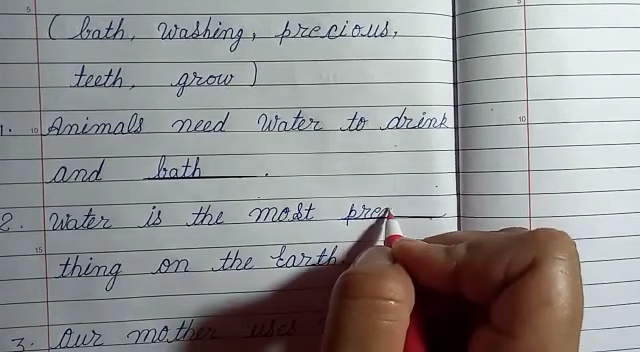 ( bath, washing, precious,
teeth, grow )
1. Animals need water to drink
and bath .
2. Water is the most prec
thing on the Earth.
3. Our mother uses